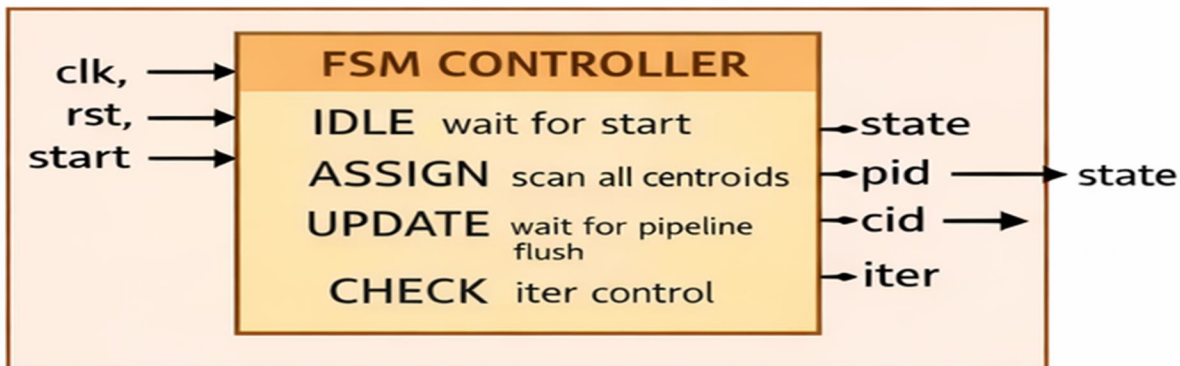 FSM CONTROLLER
clk,
rst,
start
IDLE wait for start
ASSIGN scan all centroids
UPDATE wait for pipeline
flush
CHECK iter control
state
pid
cid
iter
state